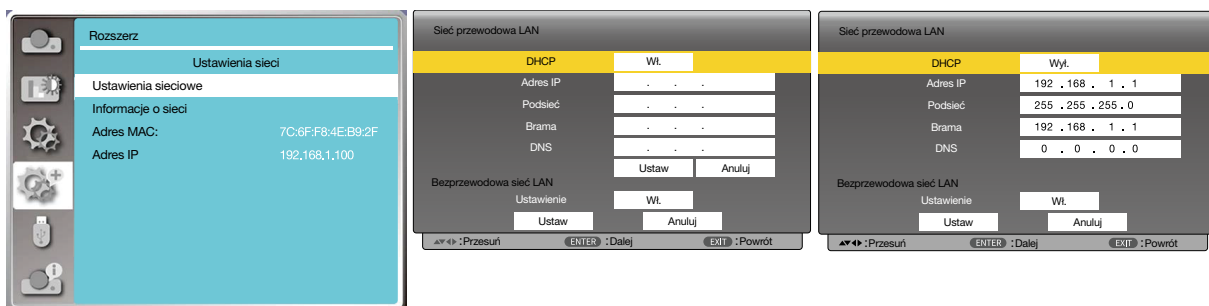 Rozszerz
Ustawienia sieci
Ustawienia sieciowe
Informacje o sieci
Adres MAC: 7C:6F:F8:4E:B9:2F
Adres IP 192.168.1.100
Sieć przewodowa LAN
DHCP Wł.
Adres IP . . .
Podsieć . . .
Brama . . .
DNS . . .
Ustaw Anuluj
Bezprzewodowa sieć LAN
Ustawienie Wł.
Ustaw Anuluj
:Przesuń ENTER :Dalej EXIT :Powrót
Sieć przewodowa LAN
DHCP Wył.
Adres IP 192 . 168 . 1 . 1
Podsieć 255 . 255 . 255 . 0
Brama 192 . 168 . 1 . 1
DNS 0 . 0 . 0 . 0
Bezprzewodowa sieć LAN
Ustawienie Wł.
Ustaw Anuluj
:Przesuń ENTER :Dalej EXIT :Powrót